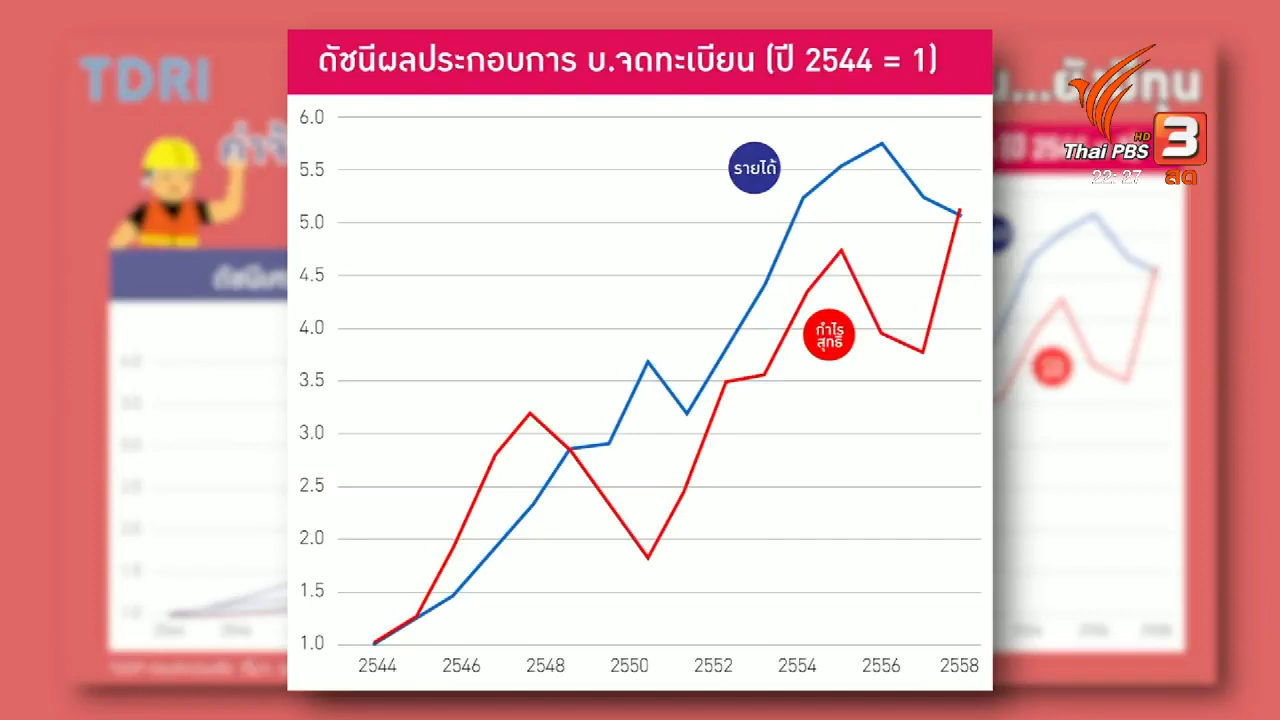 ดัชนีผลประกอบการ บ.จดทะเบียน (ปี 2544 = 1)
TDRI
ทุน
HD
Thai PBS 3
22:27 สด
6.0
5.5
5.0
4.5
4.0
3.5
3.0
2.5
2.0
1.5
1.0
รายได้
กำไร
สุทธิ
2544 2546 2548 2550 2552 2554 2556 2558